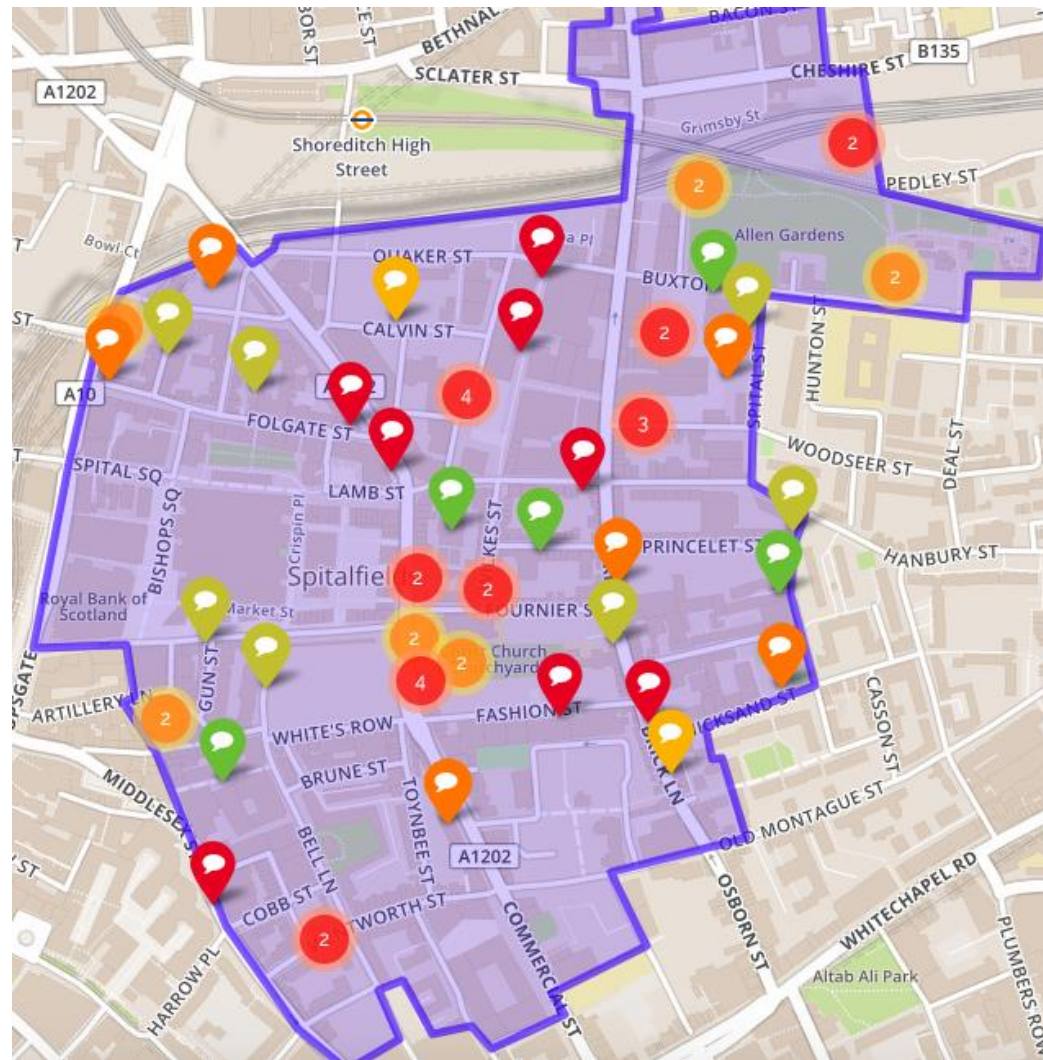 BACON ST
BETHNAL
B135
SCLATER ST
CHESHIRE ST
A1202
Grimsby St
Shoreditch High
Street
PEDLEY ST
2
2
Allen Gardens
Bowl Ct
QUAKER ST
2
ST
CALVIN ST
2
HUNTON ST
A10
4
SPITAL ST
FOLGATE ST
3
DEAL ST
WOODSEER ST
SPITAL SQ
LAMB ST
BISHOPS SQ
Crispin Pl
PRINCELET ST
HANBURY ST
2
2
Royal Bank of
Scotland
Market St
2
2
Church
4
GUN ST
ARTILLERY LN
2
FASHION ST
CASSON ST
WHITE'S ROW
BRUNE ST
BRICK LN
MIDDLESEX ST
TOYNBEE ST
OLD MONTAGUE ST
A1202
BELL LN
COBB ST
2
OSBORN ST
WHITECHAPEL RD
COMMERCIAL ST
HARROW PL
Altab Ali Park
PLUMBERS ROW